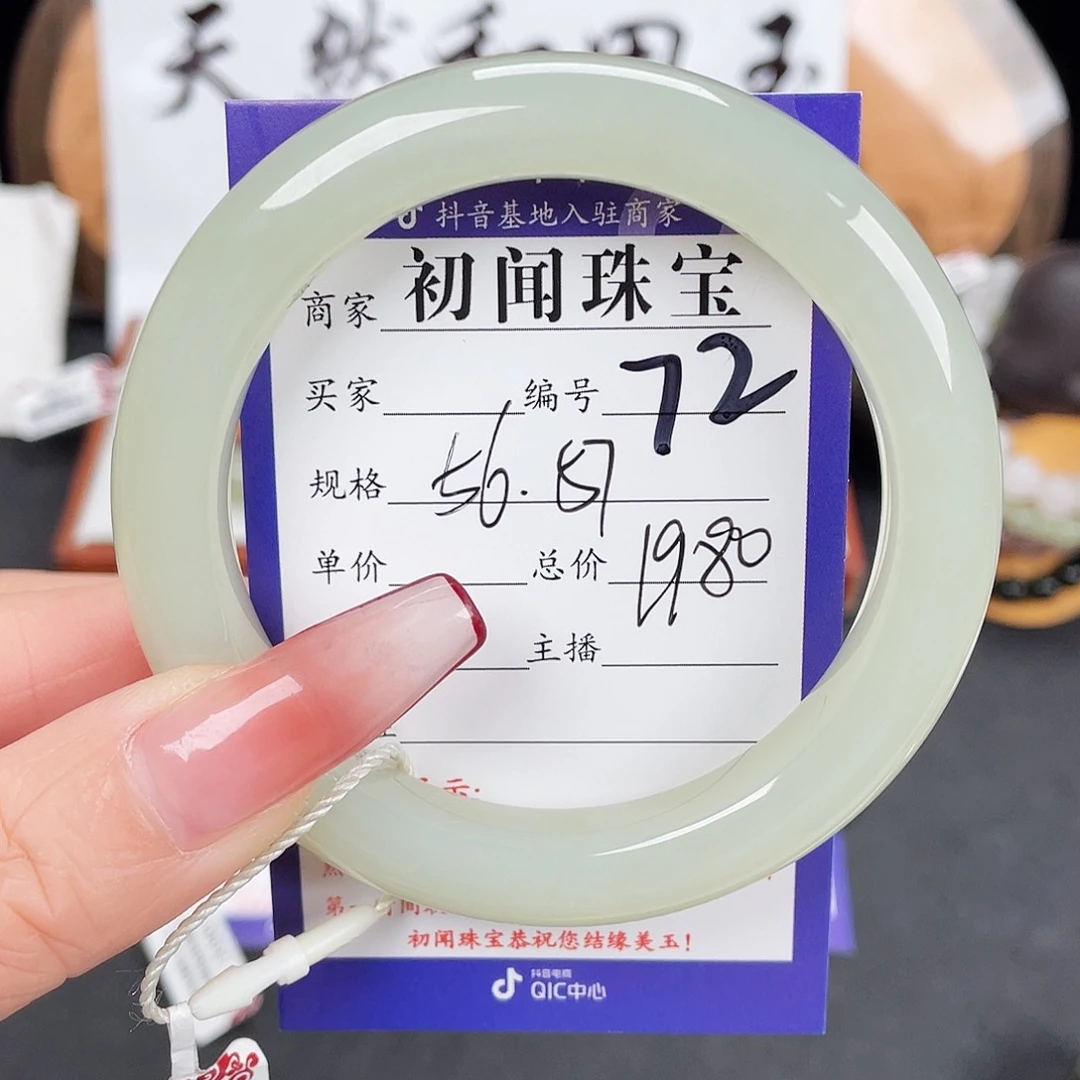 天然和田玉
抖音基地入驻商家
商家 初闻珠宝
买家 编号 72
规格 56.
单价 总价 1980
主播
示:
初闻珠宝恭祝您结缘美玉!
抖音电商
QIC中心